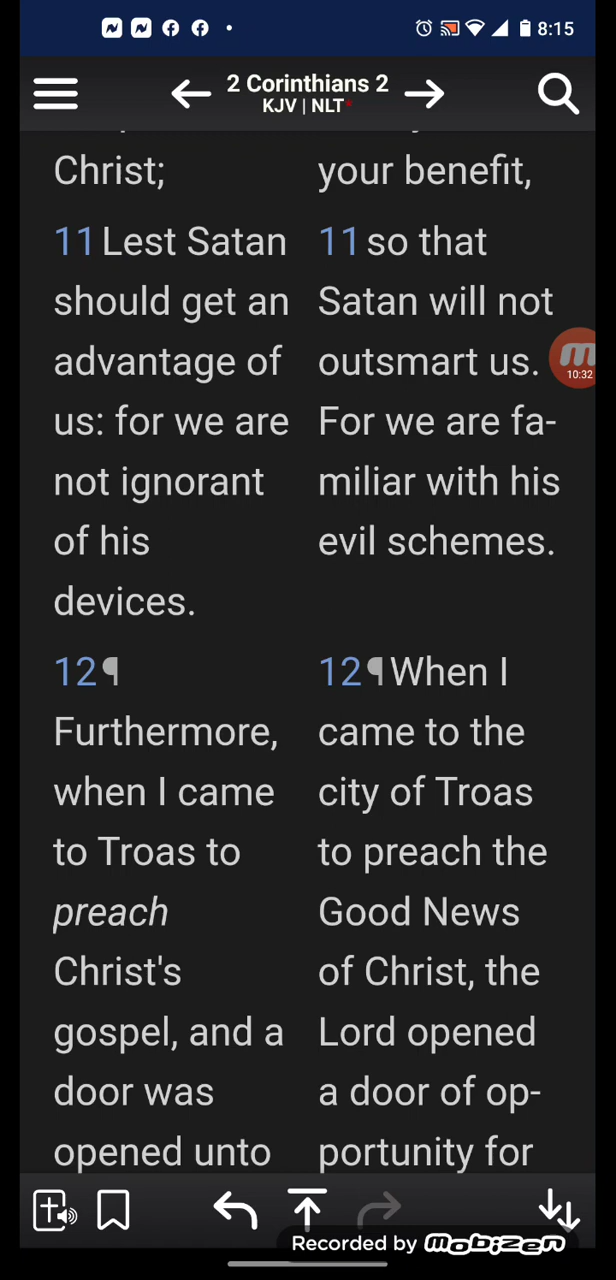 8:15
2 Corinthians 2
KJV | NLT*
Christ;
11 Lest Satan
should get an
advantage of
us: for we are
not ignorant
of his
devices.
12 ¶
Furthermore,
when I came
to Troas to
preach
Christ's
gospel, and a
door was
opened unto
your benefit,
11 so that
Satan will not
outsmart us.
For we are fa-
miliar with his
evil schemes.
12 ¶ When I
came to the
city of Troas
to preach the
Good News
of Christ, the
Lord opened
a door of op-
portunity for
m
10:32
Recorded by mobizen